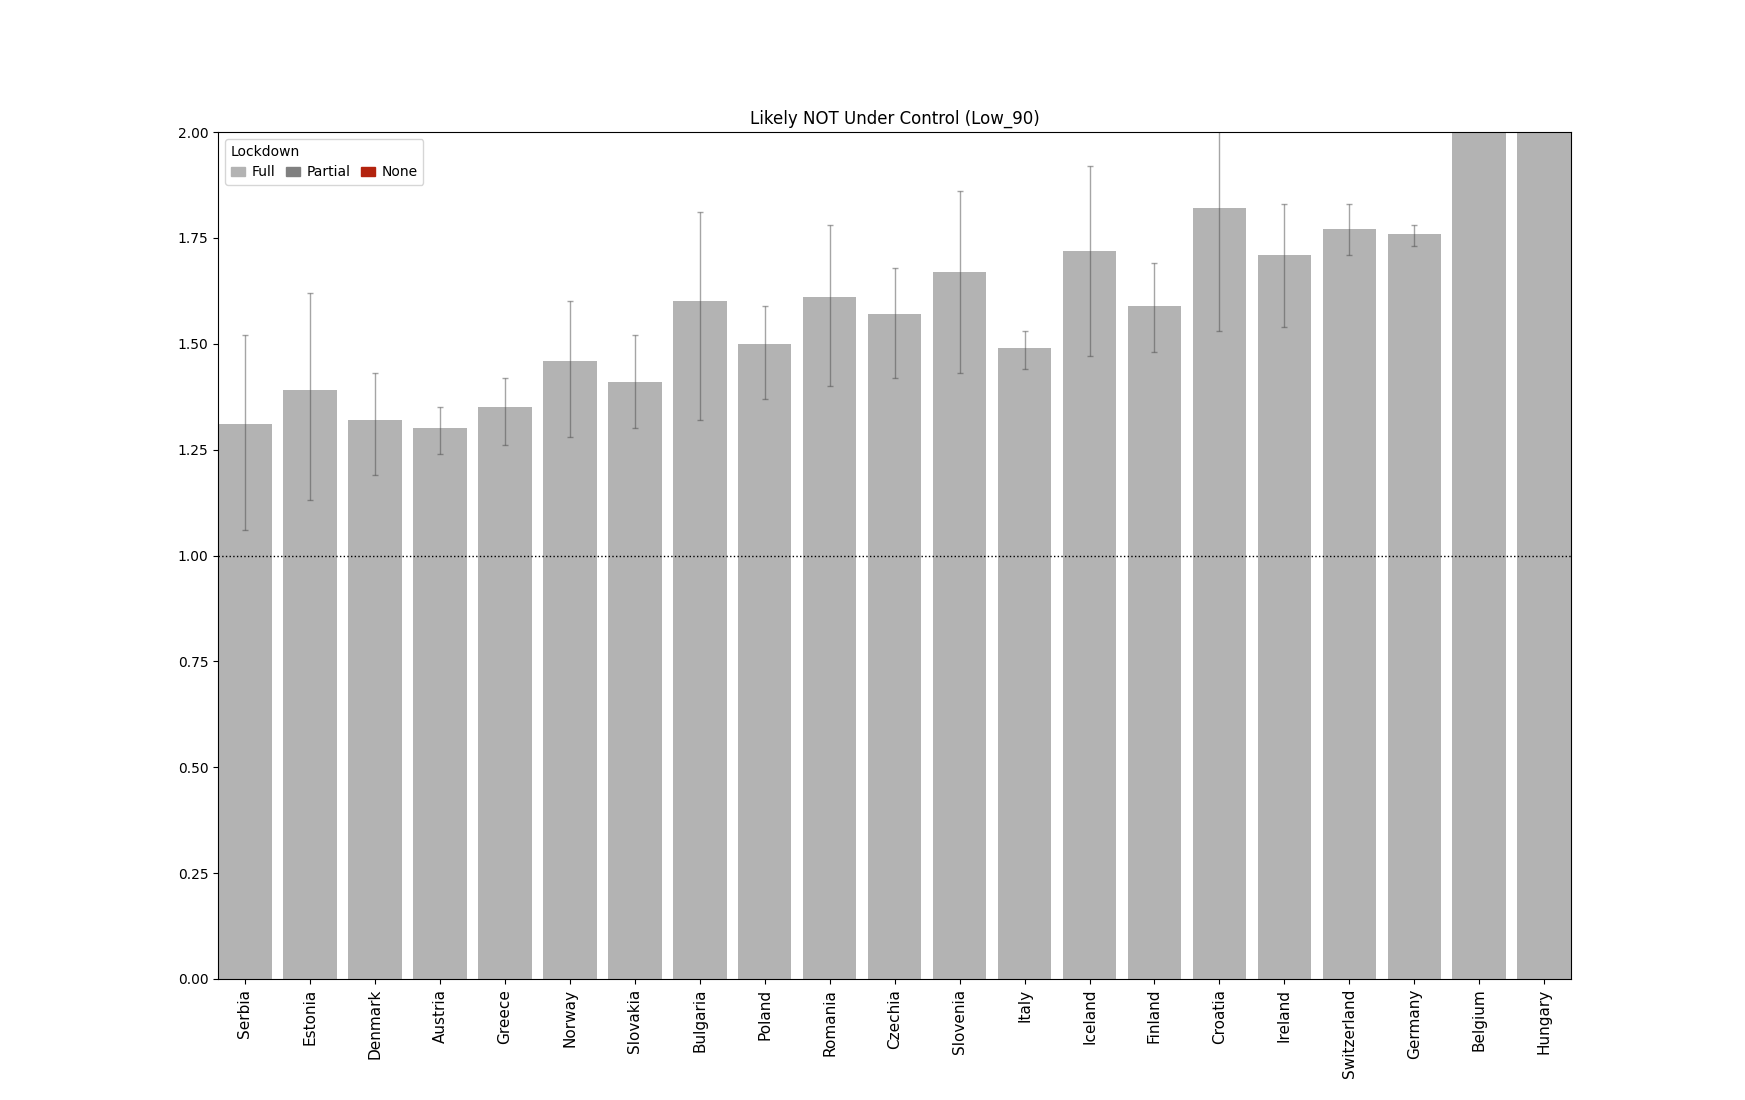 Likely NOT Under Control (Low_90)
Lockdown
Full Partial None
2.00
1.75
1.50
1.25
1.00
0.75
0.50
0.25
0.00
Serbia
Estonia
Denmark
Austria
Greece
Norway
Slovakia
Bulgaria
Poland
Romania
Czechia
Slovenia
Italy
Iceland
Finland
Croatia
Ireland
Switzerland
Germany
Belgium
Hungary